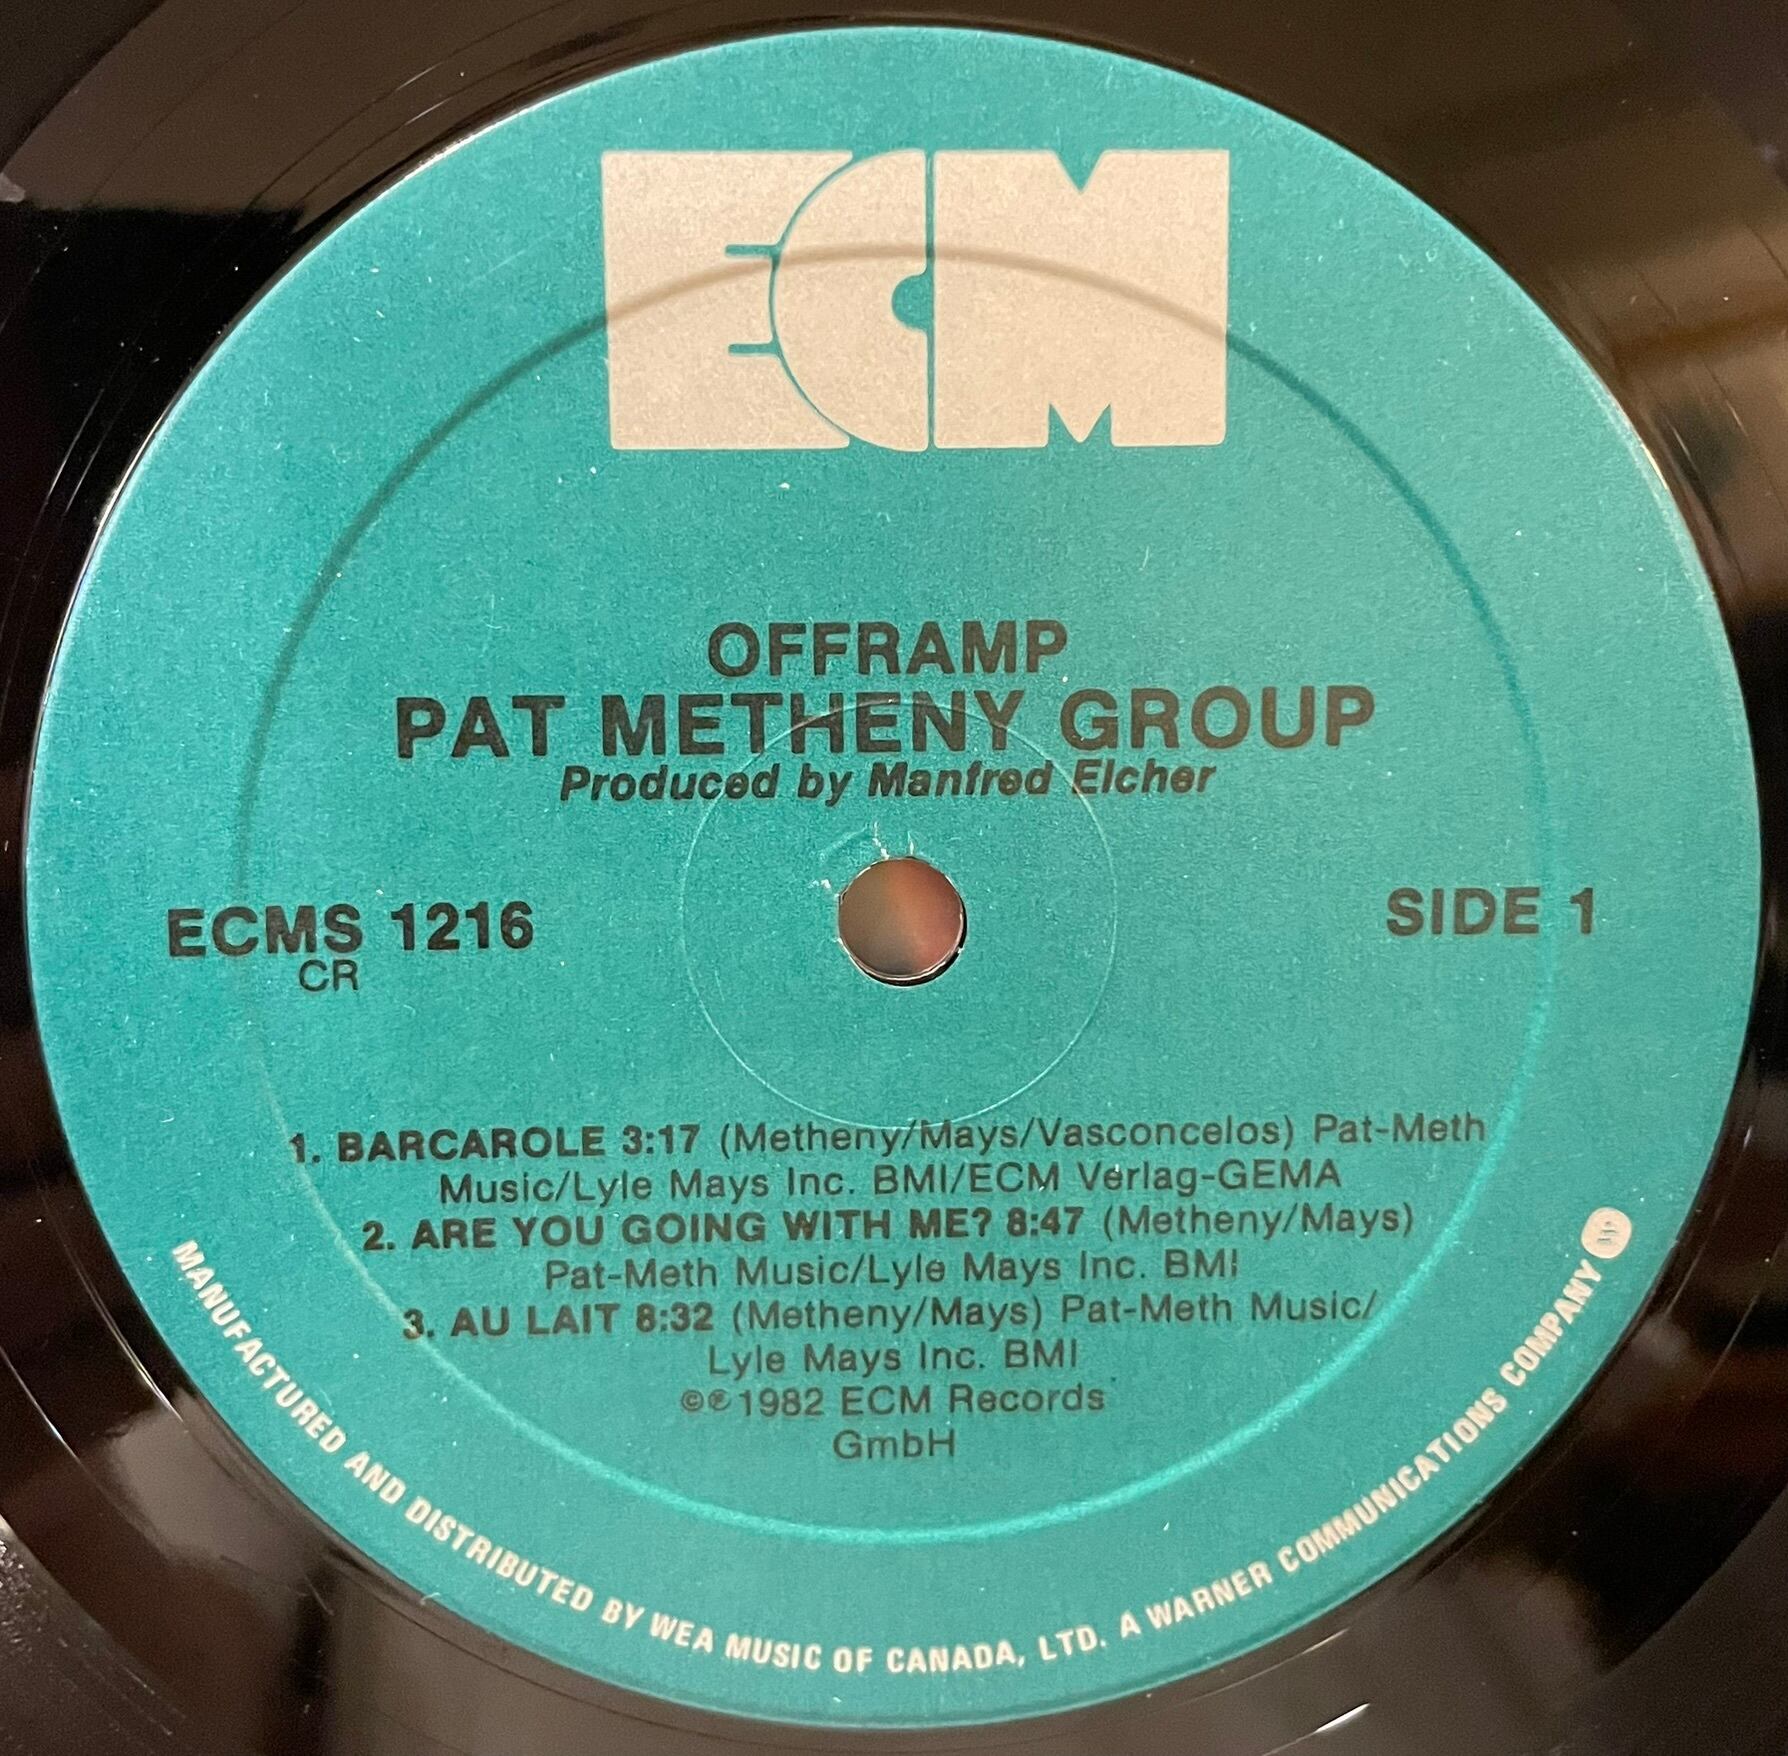 ECM
OFFRAMP
PAT METHENY GROUP
Produced by Manfred Eicher
ECMS 1216
CR
SIDE 1
1. BARCAROLE 3:17 (Metheny/Mays/Vasconcelos) Pat-Meth
Music/Lyle Mays Inc. BMI/ECM Verlag-GEMA
2. ARE YOU GOING WITH ME? 8:47 (Metheny/Mays)
Pat-Meth Music/Lyle Mays Inc. BMI
3. AU LAIT 8:32 (Metheny/Mays) Pat-Meth Music/
Lyle Mays Inc. BMI
©℗1982 ECM Records
GmbH
MANUFACTURED AND DISTRIBUTED BY WEA MUSIC OF CANADA, LTD. A WARNER COMMUNICATIONS COMPANY